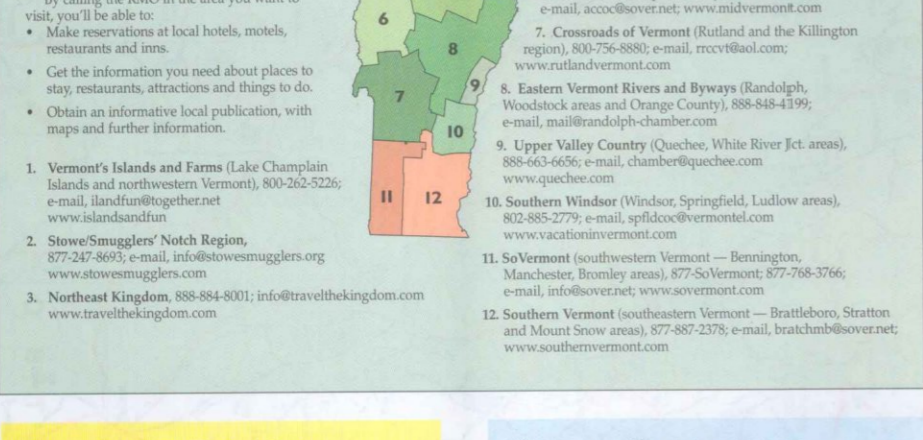 visit, you'll be able to:
• Make reservations at local hotels, motels,
restaurants and inns.
• Get the information you need about places to
stay, restaurants, attractions and things to do.
• Obtain an informative local publication, with
maps and further information.
1. Vermont's Islands and Farms (Lake Champlain
Islands and northwestern Vermont), 800-262-5226;
e-mail, ilandfun@together.net
www.islandsandfun
2. Stowe/Smugglers' Notch Region,
877-247-8693; e-mail, info@stowesmugglers.org
www.stowesmugglers.com
3. Northeast Kingdom, 888-884-8001; info@travelthekingdom.com
www.travelthekingdom.com
6
8
9
7
10
11
12
e-mail, accoc@sover.net; www.midvermont.com
7. Crossroads of Vermont (Rutland and the Killington
region), 800-756-8880; e-mail, rrccvt@aol.com;
www.rutlandvermont.com
8. Eastern Vermont Rivers and Byways (Randolph,
Woodstock areas and Orange County), 888-848-4199;
e-mail, mail@randolph-chamber.com
9. Upper Valley Country (Quechee, White River Jct. areas),
888-663-6656; e-mail, chamber@quechee.com
www.quechee.com
10. Southern Windsor (Windsor, Springfield, Ludlow areas),
802-885-2779; e-mail, spfldcoc@vermontel.com
www.vacationinvermont.com
11. SoVermont (southwestern Vermont — Bennington,
Manchester, Bromley areas), 877-SoVermont; 877-768-3766;
e-mail, info@sover.net; www.sovermont.com
12. Southern Vermont (southeastern Vermont — Brattleboro, Stratton
and Mount Snow areas), 877-887-2378; e-mail, bratchmb@sover.net;
www.southernvermont.com